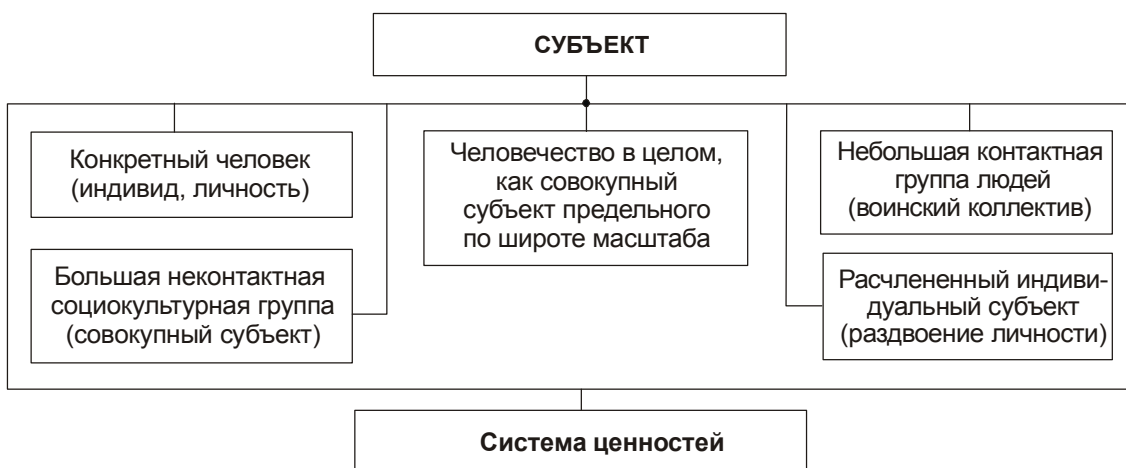 СУБЪЕКТ
Конкретный человек
(индивид, личность)
Человечество в целом,
как совокупный
субъект предельного
по широте масштаба
Небольшая контактная
группа людей
(воинский коллектив)
Большая неконтактная
социокультурная группа
(совокупный субъект)
Расчлененный индиви-
дуальный субъект
(раздвоение личности)
Система ценностей